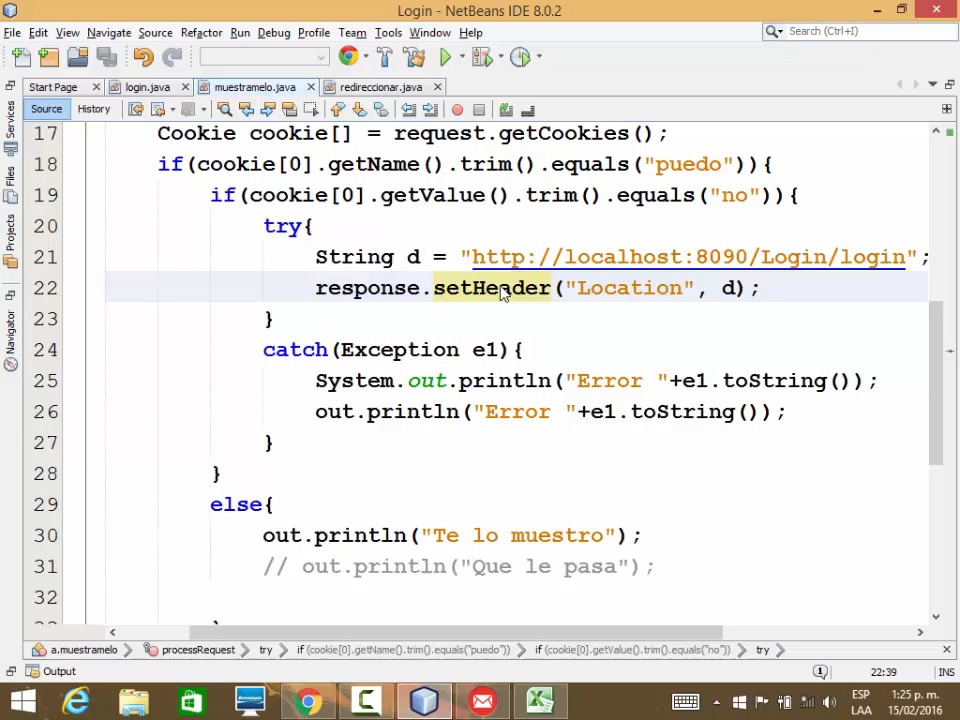 Login - NetBeans IDE 8.0.2
File Edit View Navigate Source Refactor Run Debug Profile Team Tools Window Help
Search (Ctrl+I)
Start Page login.java muestramelo.java redireccionar.java
Source History
Services
Files
Projects
Navigator
17 Cookie cookie[] = request.getCookies();
18 if(cookie[0].getName().trim().equals("puedo")){
19 if(cookie[0].getValue().trim().equals("no")){
20 try{
21 String d = "http://localhost:8090/Login/login";
22 response.setHeader("Location", d);
23 }
24 catch(Exception e1){
25 System.out.println("Error "+e1.toString());
26 out.println("Error "+e1.toString());
27 }
28 }
29 else{
30 out.println("Te lo muestro");
31 // out.println("Que le pasa");
32
a.muestramelo processRequest try if (cookie[0].getName().trim().equals("puedo")) if (cookie[0].getValue().trim().equals("no")) try
Output
1 22:39 INS
ESP 1:25 p. m.
LAA 15/02/2016